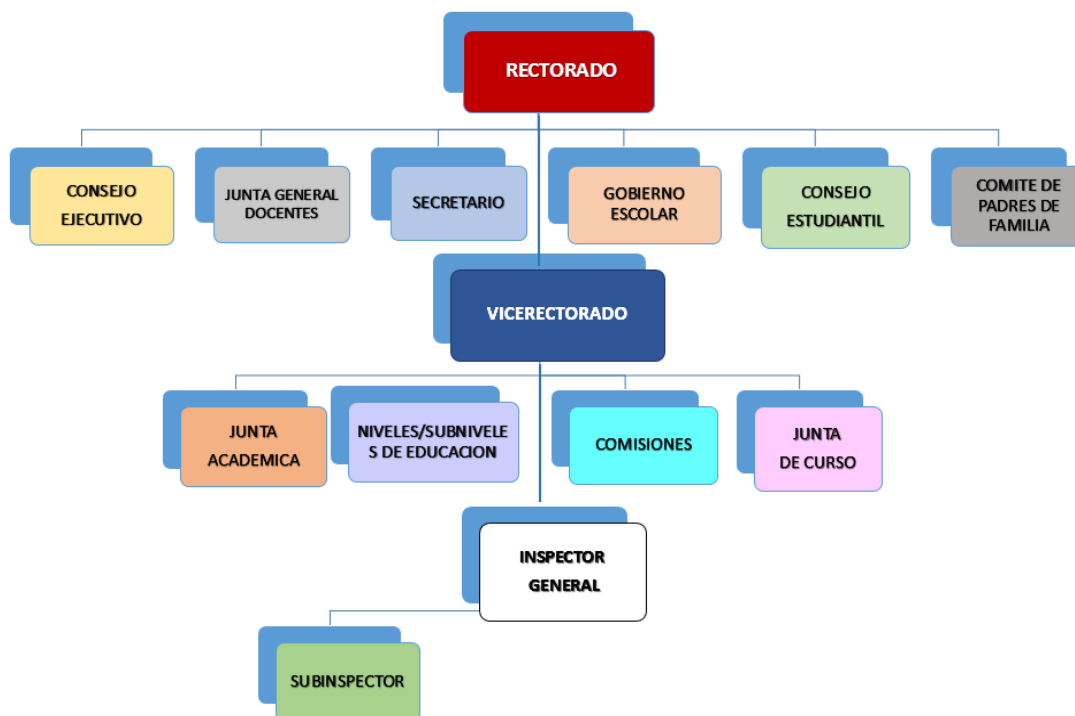 RECTORADO
CONSEJO
EJECUTIVO
JUNTA GENERAL
DOCENTES
SECRETARIO
GOBIERNO
ESCOLAR
CONSEJO
ESTUDIANTIL
COMITE DE
PADRES DE
FAMILIA
VICERECTORADO
JUNTA
ACADEMICA
NIVELES/SUBNIVELE
S DE EDUCACION
COMISIONES
JUNTA
DE CURSO
INSPECTOR
GENERAL
SUBINSPECTOR